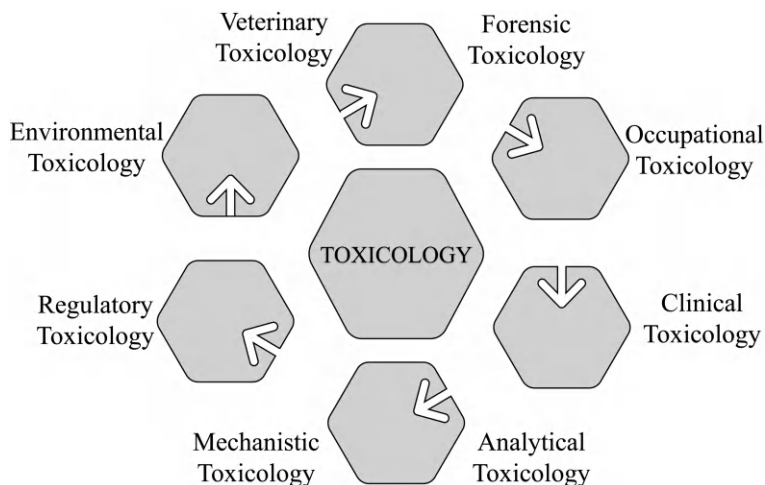 Veterinary
Toxicology
Forensic
Toxicology
Environmental
Toxicology
Occupational
Toxicology
TOXICOLOGY
Regulatory
Toxicology
Clinical
Toxicology
Mechanistic
Toxicology
Analytical
Toxicology